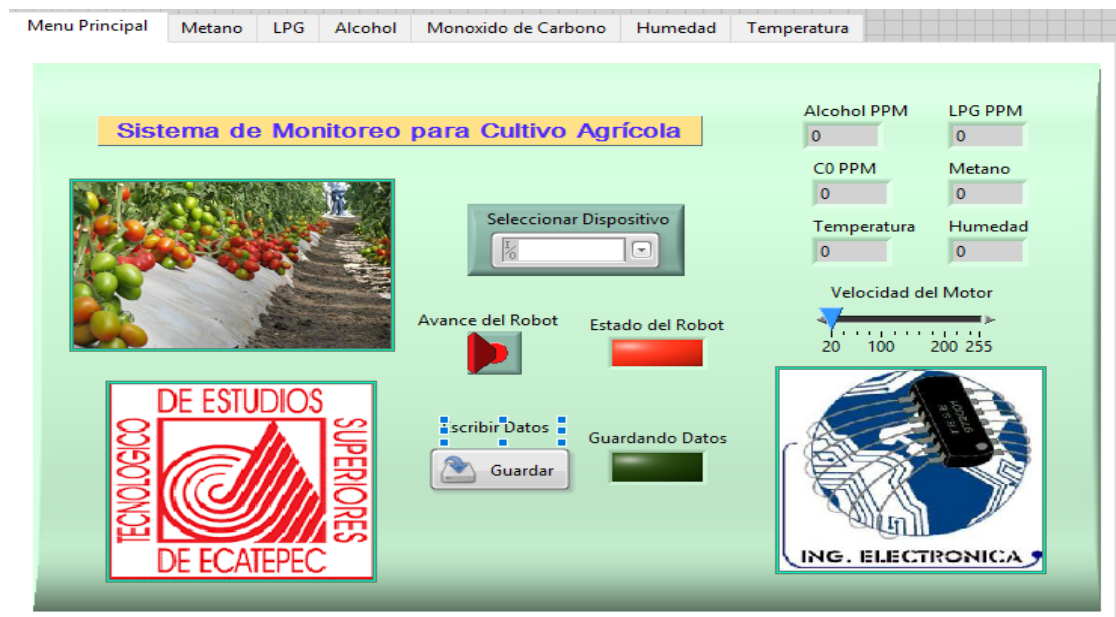 Menu Principal Metano LPG Alcohol Monoxido de Carbono Humedad Temperatura
Sistema de Monitoreo para Cultivo Agrícola
Alcohol PPM LPG PPM
0 0
C0 PPM Metano
0 0
Temperatura Humedad
0 0
Seleccionar Dispositivo
I/O
Velocidad del Motor
20 100 200 255
Avance del Robot Estado del Robot
Escribir Datos Guardando Datos
Guardar
TECNOLOGICO
DE ESTUDIOS
SUPERIORES
DE ECATEPEC
ING. ELECTRONICA